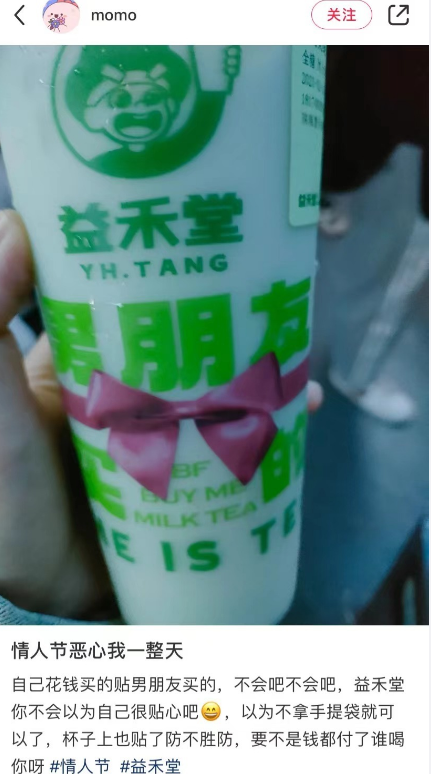 momo
关注
益禾堂
YH.TANG
男朋友
买 的
BF
BUY ME
MILK TEA
IS
情人节恶心我一整天
自己花钱买的贴男朋友买的，不会吧不会吧，益禾堂
你不会以为自己很贴心吧😄，以为不拿手提袋就可
以了，杯子上也贴了防不胜防，要不是钱都付了谁喝
你呀 #情人节 #益禾堂